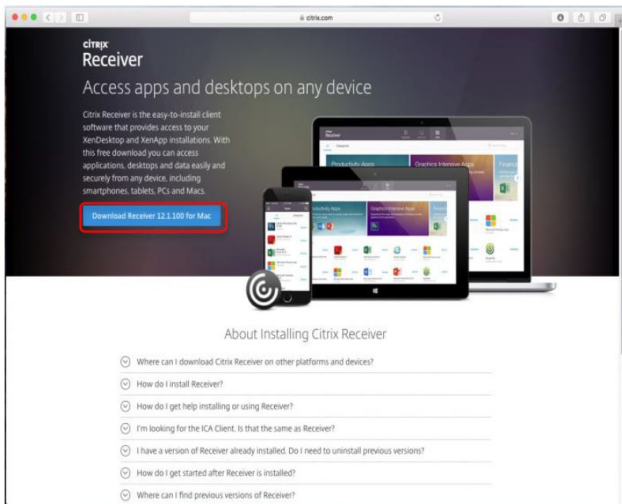 citrix.com
CİTRIX
Receiver
Access apps and desktops on any device
Citrix Receiver is the easy-to-install client
software that provides access to your
XenDesktop and XenApp installations. With
this free download you can access
applications, desktops and data easily and
securely from any device, including
smartphones, tablets, PCs and Macs.
Download Receiver 12.1.100 for Mac
Receiver
Productivity Apps
Graphics Intensive Apps
Finance
About Installing Citrix Receiver
Where can I download Citrix Receiver on other platforms and devices?
How do I install Receiver?
How do I get help installing or using Receiver?
I'm looking for the ICA Client. Is that the same as Receiver?
I have a version of Receiver already installed. Do I need to uninstall previous versions?
How do I get started after Receiver is installed?
Where can I find previous versions of Receiver?